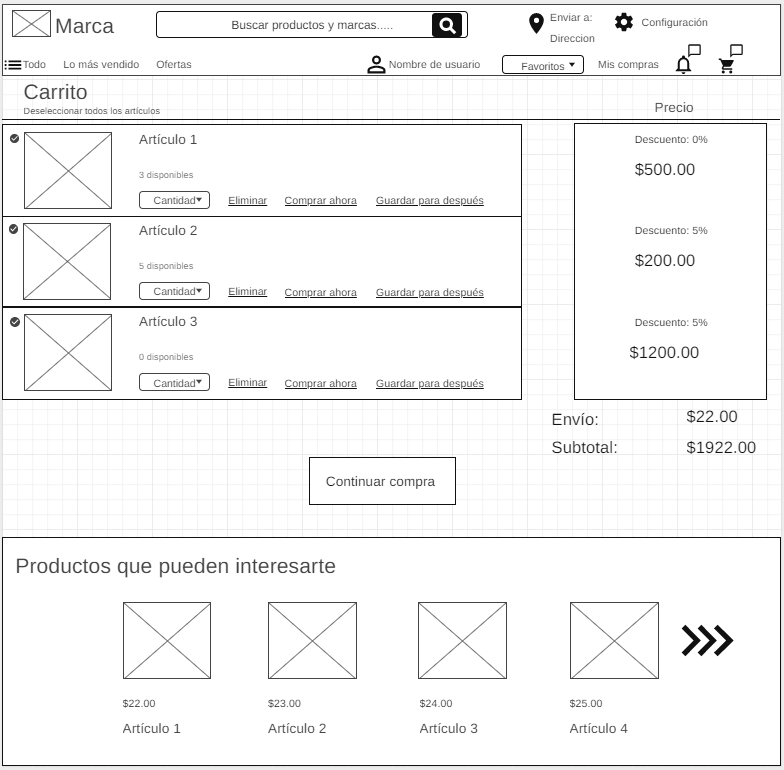 Marca
Buscar productos y marcas.....
Enviar a:
Direccion
Configuración
Todo
Lo más vendido
Ofertas
Nombre de usuario
Favoritos
Mis compras
Carrito
Deseleccionar todos los artículos
Precio
Artículo 1
3 disponibles
Cantidad
Eliminar
Comprar ahora
Guardar para después
Descuento: 0%
$500.00
Artículo 2
5 disponibles
Cantidad
Eliminar
Comprar ahora
Guardar para después
Descuento: 5%
$200.00
Artículo 3
0 disponibles
Cantidad
Eliminar
Comprar ahora
Guardar para después
Descuento: 5%
$1200.00
Envío:
$22.00
Subtotal:
$1922.00
Continuar compra
Productos que pueden interesarte
$22.00
$23.00
$24.00
$25.00
Artículo 1
Artículo 2
Artículo 3
Artículo 4